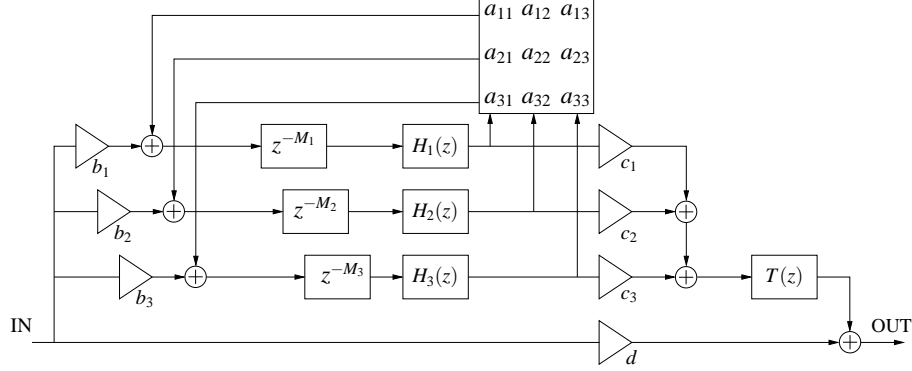 a₁₁ a₁₂ a₁₃
a₂₁ a₂₂ a₂₃
a₃₁ a₃₂ a₃₃
b₁ z⁻ᴹ₁ H₁(z) c₁
b₂ z⁻ᴹ₂ H₂(z) c₂
b₃ z⁻ᴹ₃ H₃(z) c₃ T(z)
IN d OUT